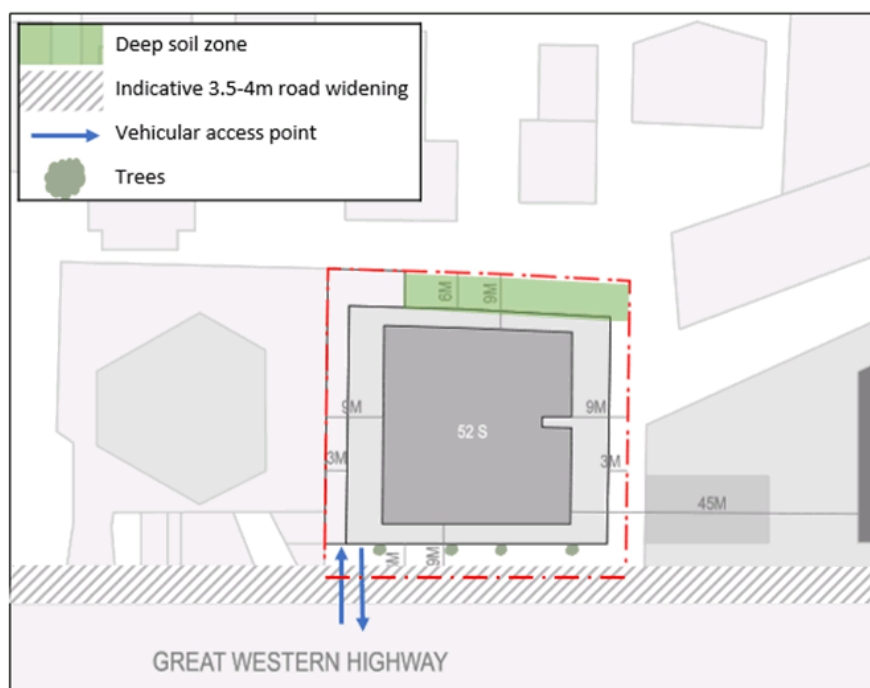 Deep soil zone
Indicative 3.5-4m road widening
Vehicular access point
Trees
6M
9M
9M
52 S
9M
3M
3M
45M
9M
GREAT WESTERN HIGHWAY